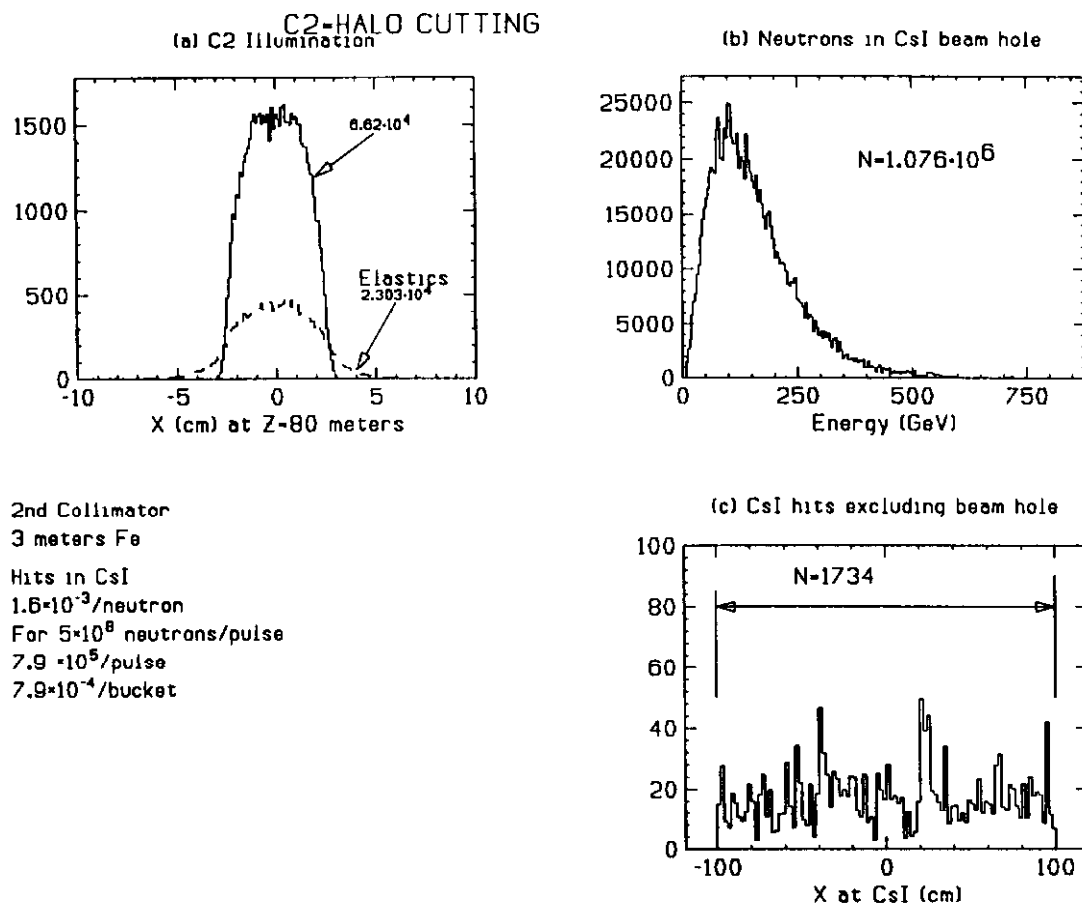 C2-HALO CUTTING
(a) C2 Illumination
1500
1000
500
0
-10
-5
0
5
10
6.62·10⁴
Elastics
2.303·10⁴
X (cm) at Z-80 meters
(b) Neutrons in CsI beam hole
25000
20000
15000
10000
5000
0
0
250
500
750
N=1.076·10⁶
Energy (GeV)
2nd Collimator
3 meters Fe
Hits in CsI
1.6*10⁻³/neutron
For 5*10⁸ neutrons/pulse
7.9 *10⁵/pulse
7.9*10⁻⁴/bucket
(c) CsI hits excluding beam hole
100
80
60
40
20
0
-100
0
100
N=1734
X at CsI (cm)